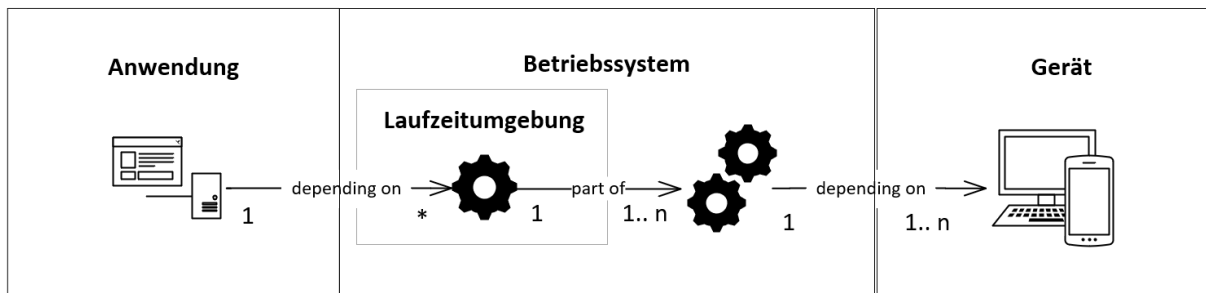 Anwendung
Betriebssystem
Gerät
Laufzeitumgebung
depending on
part of
depending on
1
*
1
1.. n
1
1.. n